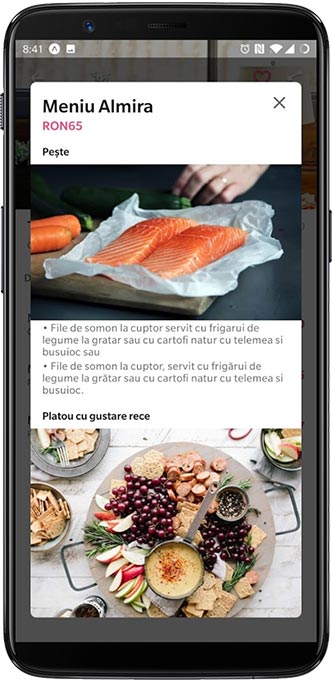 8:41
Meniu Almira
RON65
Pește
• File de somon la cuptor servit cu frigarui de
legume la gratar sau cu cartofi natur cu telemea si
busuioc sau
• File de somon la cuptor, servit cu frigărui de
legume la grătar sau cu cartofi natur cu telemea si
busuioc.
Platou cu gustare rece